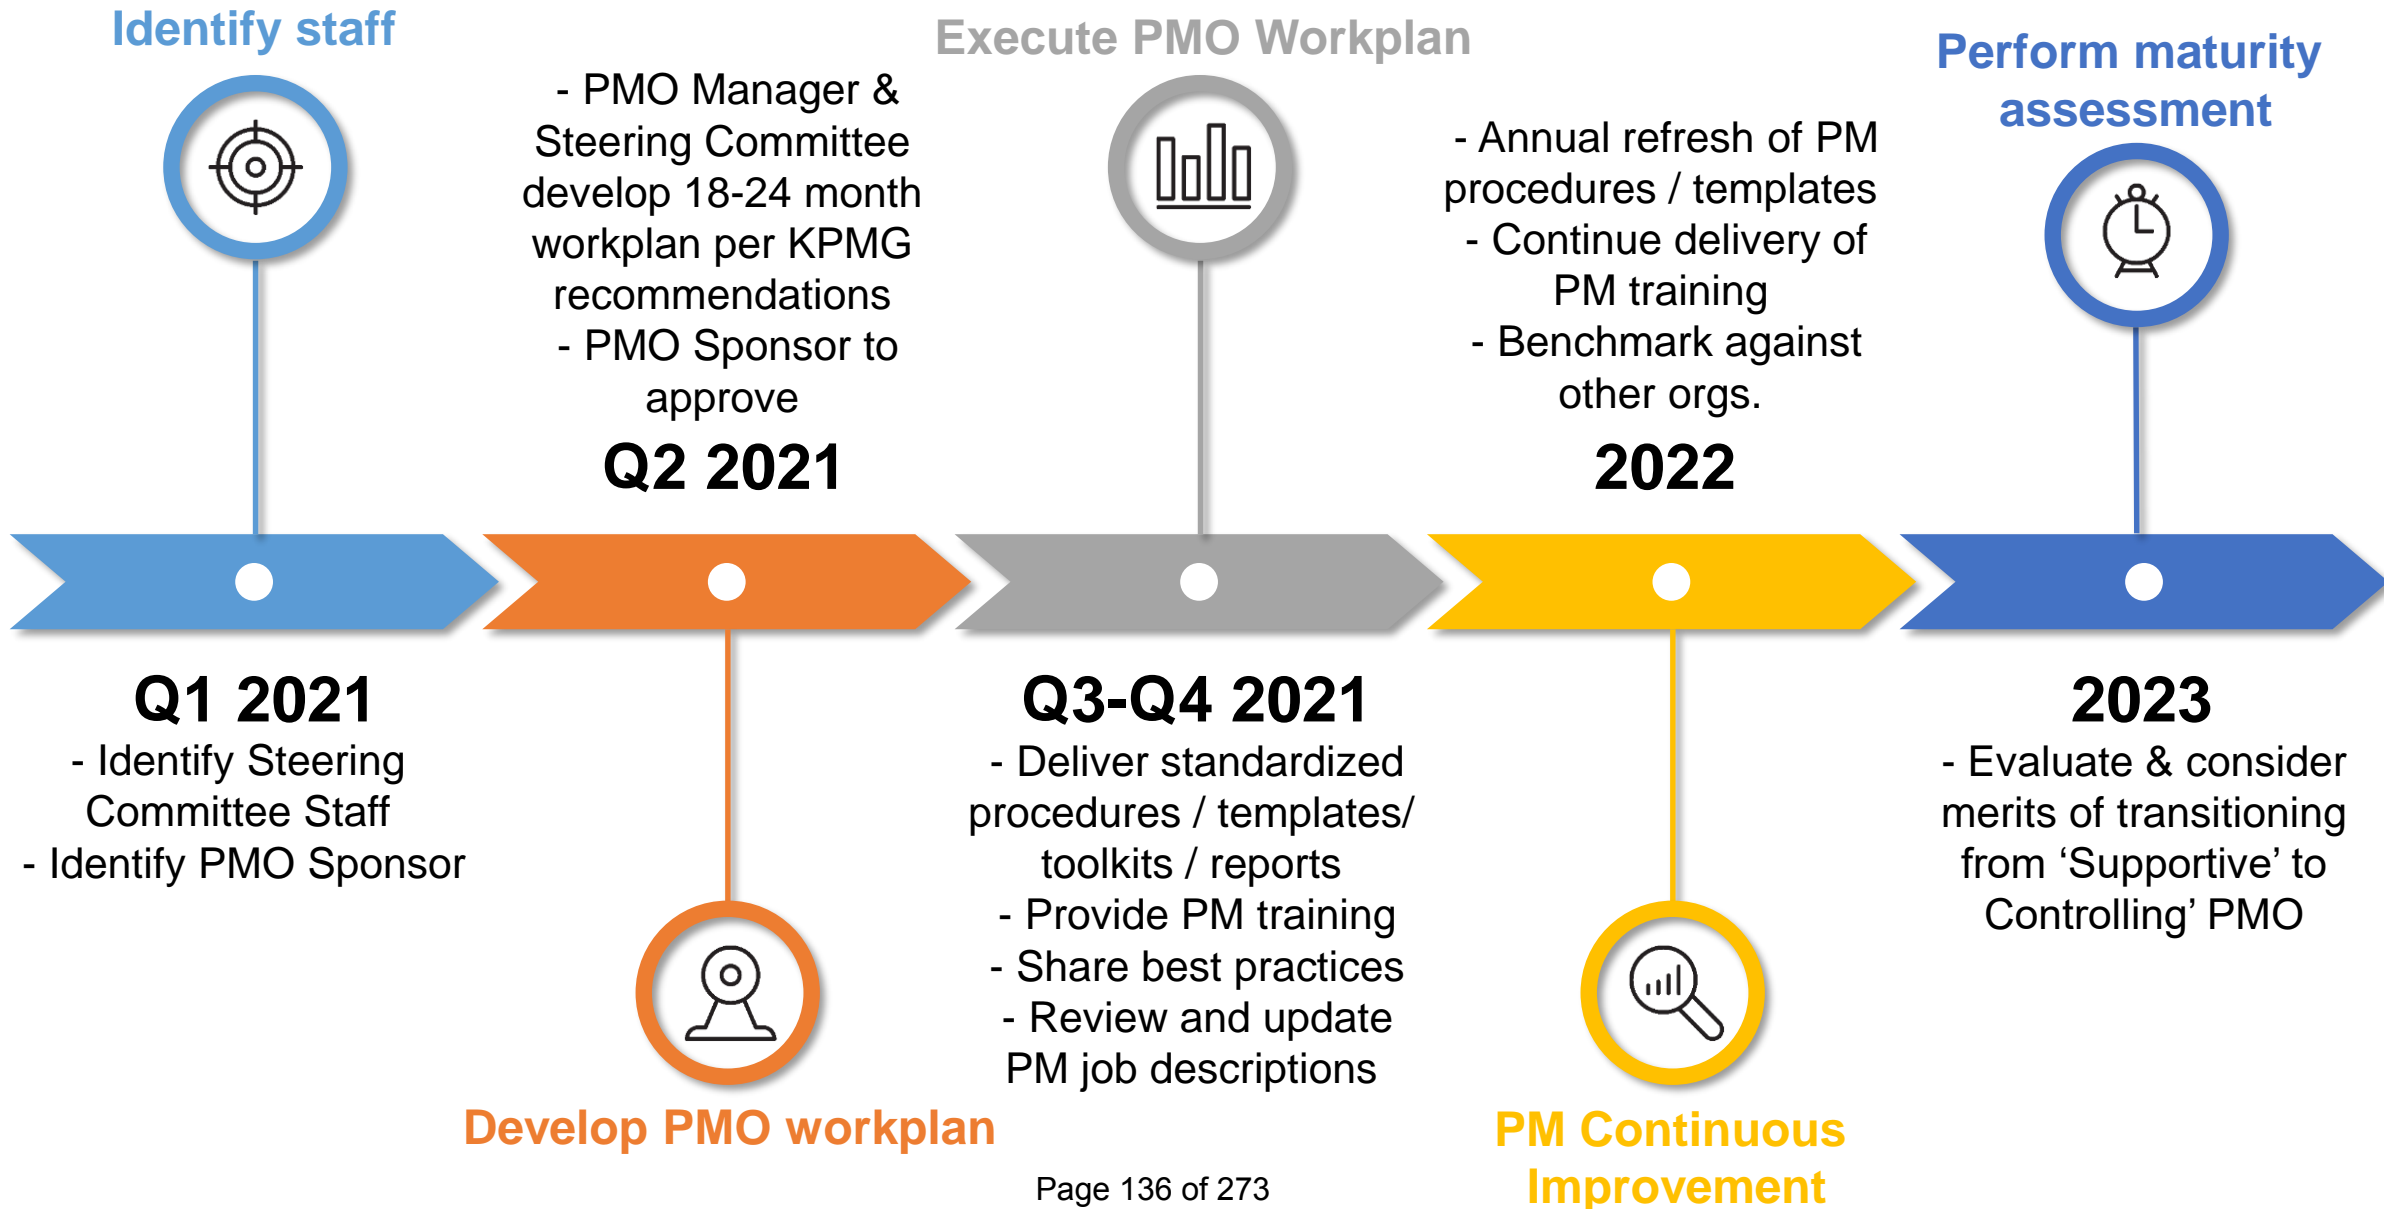 Identify staff
Q1 2021
- Identify Steering
Committee Staff
- Identify PMO Sponsor
- PMO Manager &
Steering Committee
develop 18-24 month
workplan per KPMG
recommendations
- PMO Sponsor to
approve
Q2 2021
Develop PMO workplan
Execute PMO Workplan
Q3-Q4 2021
- Deliver standardized
procedures / templates/
toolkits / reports
- Provide PM training
- Share best practices
- Review and update
PM job descriptions
- Annual refresh of PM
procedures / templates
- Continue delivery of
PM training
- Benchmark against
other orgs.
2022
PM Continuous
Improvement
Perform maturity
assessment
2023
- Evaluate & consider
merits of transitioning
from ‘Supportive’ to
Controlling’ PMO
Page 136 of 273